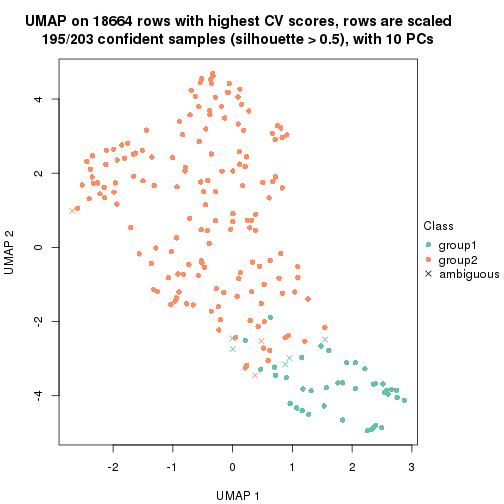 UMAP on 18664 rows with highest CV scores, rows are scaled
195/203 confident samples (silhouette > 0.5), with 10 PCs
4
2
0
-2
-4
UMAP 2
-2
-1
0
1
2
3
UMAP 1
Class
group1
group2
ambiguous